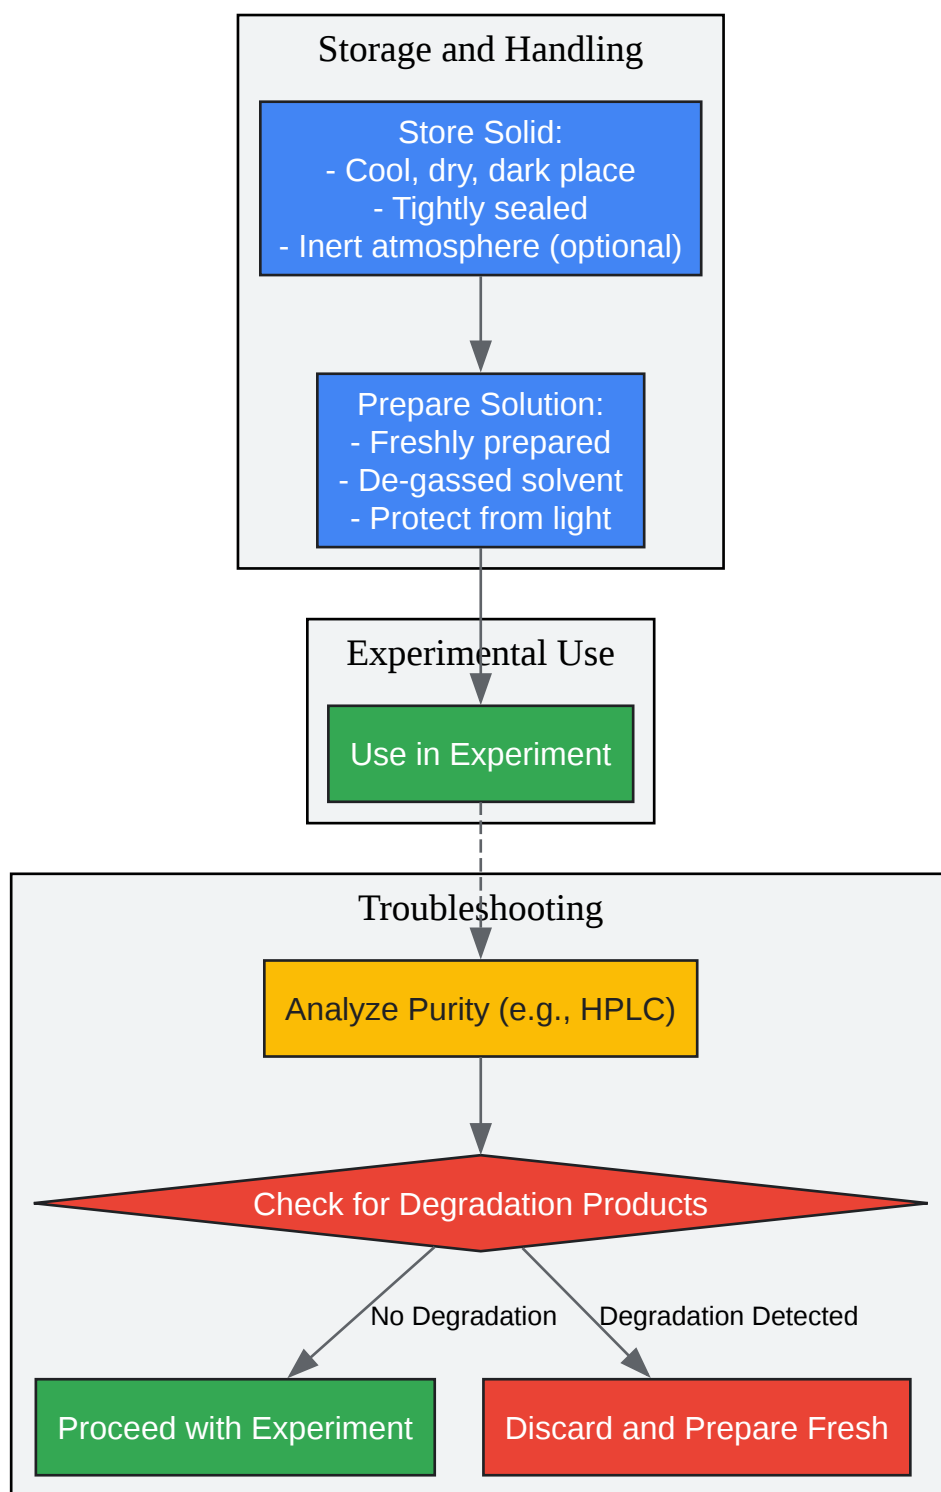 Storage and Handling
Store Solid:
- Cool, dry, dark place
- Tightly sealed
- Inert atmosphere (optional)
Prepare Solution:
- Freshly prepared
- De-gassed solvent
- Protect from light
Experimental Use
Use in Experiment
Troubleshooting
Analyze Purity (e.g., HPLC)
Check for Degradation Products
No Degradation
Degradation Detected
Proceed with Experiment
Discard and Prepare Fresh